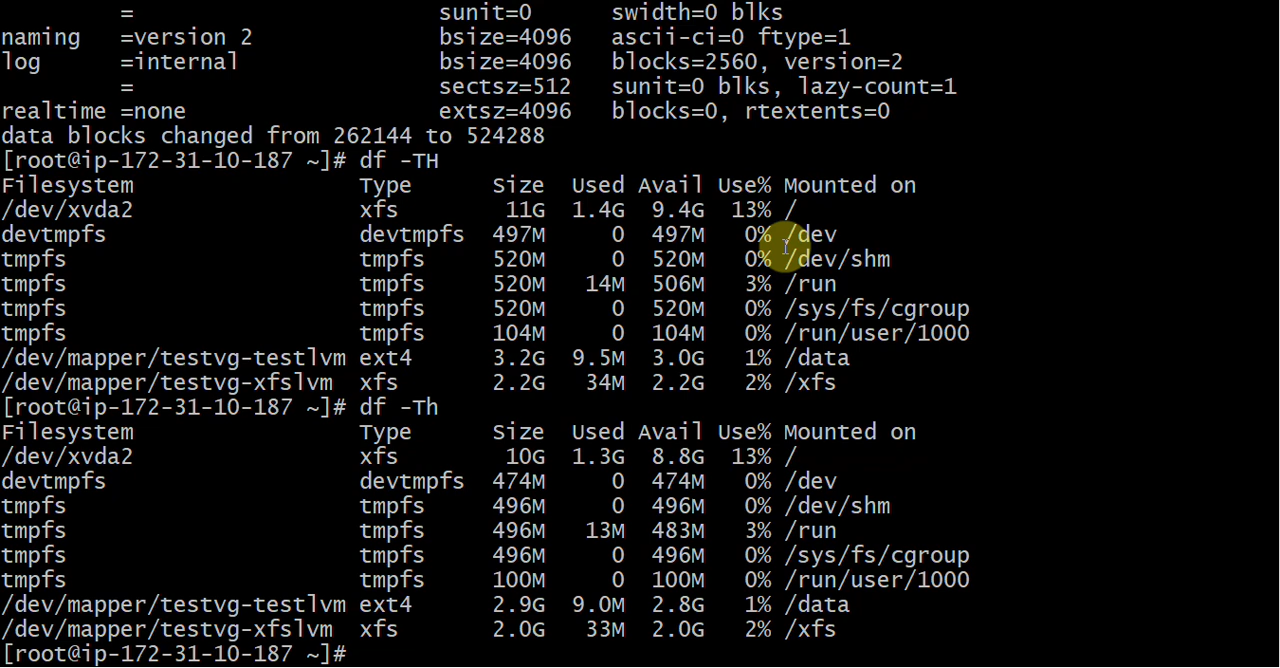 = sunit=0 swidth=0 blks
naming =version 2 bsize=4096 ascii-ci=0 ftype=1
log =internal bsize=4096 blocks=2560, version=2
= sectsz=512 sunit=0 blks, lazy-count=1
realtime =none extsz=4096 blocks=0, rtextents=0
data blocks changed from 262144 to 524288
[root@ip-172-31-10-187 ~]# df -TH
Filesystem Type Size Used Avail Use% Mounted on
/dev/xvda2 xfs 11G 1.4G 9.4G 13% /
devtmpfs devtmpfs 497M 0 497M 0% /dev
tmpfs tmpfs 520M 0 520M 0% /dev/shm
tmpfs tmpfs 520M 14M 506M 3% /run
tmpfs tmpfs 520M 0 520M 0% /sys/fs/cgroup
tmpfs tmpfs 104M 0 104M 0% /run/user/1000
/dev/mapper/testvg-testlvm ext4 3.2G 9.5M 3.0G 1% /data
/dev/mapper/testvg-xfslvm xfs 2.2G 34M 2.2G 2% /xfs
[root@ip-172-31-10-187 ~]# df -Th
Filesystem Type Size Used Avail Use% Mounted on
/dev/xvda2 xfs 10G 1.3G 8.8G 13% /
devtmpfs devtmpfs 474M 0 474M 0% /dev
tmpfs tmpfs 496M 0 496M 0% /dev/shm
tmpfs tmpfs 496M 13M 483M 3% /run
tmpfs tmpfs 496M 0 496M 0% /sys/fs/cgroup
tmpfs tmpfs 100M 0 100M 0% /run/user/1000
/dev/mapper/testvg-testlvm ext4 2.9G 9.0M 2.8G 1% /data
/dev/mapper/testvg-xfslvm xfs 2.0G 33M 2.0G 2% /xfs
[root@ip-172-31-10-187 ~]#